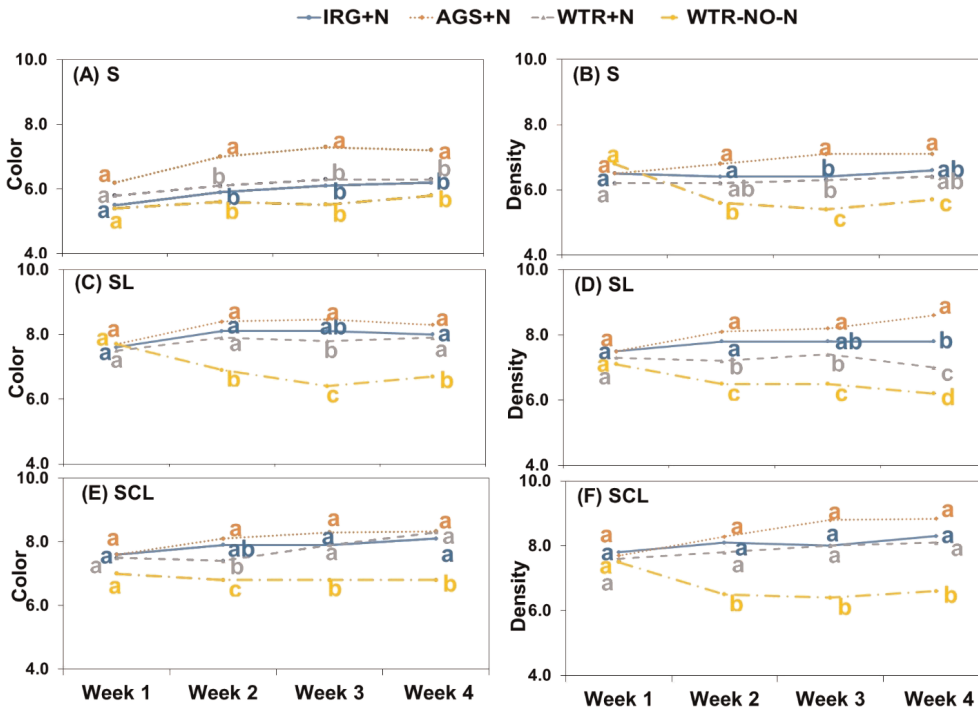 IRG+N AGS+N WTR+N WTR-NO-N
(A) S
Color
10.0
8.0
6.0
4.0
a a a a
a b b b
a b b b
a b b b
(B) S
Density
10.0
8.0
6.0
4.0
a a a a
a a b ab
a ab b ab
a b c c
(C) SL
Color
10.0
8.0
6.0
4.0
a a a a
a a ab a
a a b a
a b c b
(D) SL
Density
10.0
8.0
6.0
4.0
a a a a
a a ab b
a b b c
a c c d
(E) SCL
Color
10.0
8.0
6.0
4.0
a a a a
a ab a a
a b a a
a c b b
Week 1 Week 2 Week 3 Week 4
(F) SCL
Density
10.0
8.0
6.0
4.0
a a a a
a a a a
a a a a
a b b b
Week 1 Week 2 Week 3 Week 4